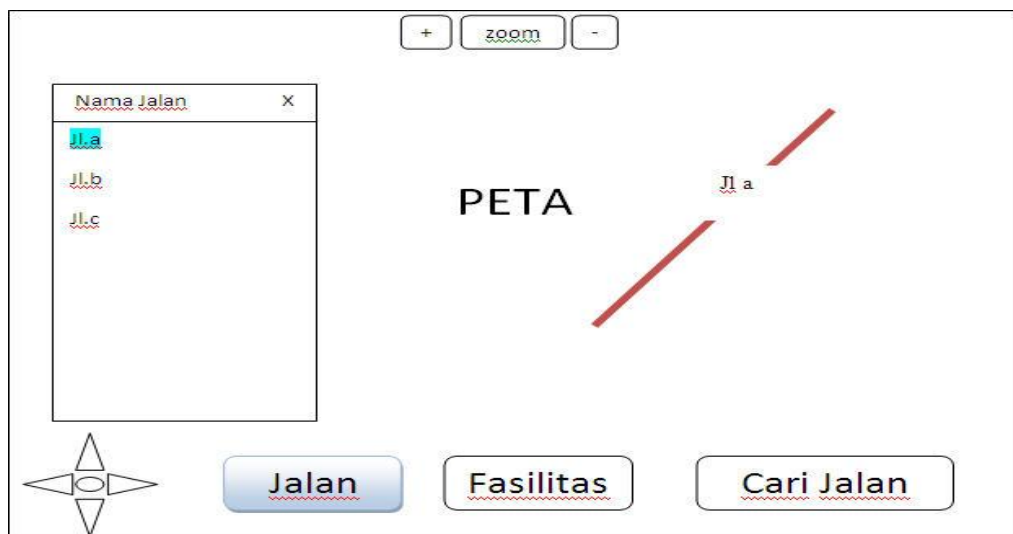 + zoom -
Nama Jalan X
Jl.a
Jl.b
Jl.c
PETA
Jl a
Jalan Fasilitas Cari Jalan